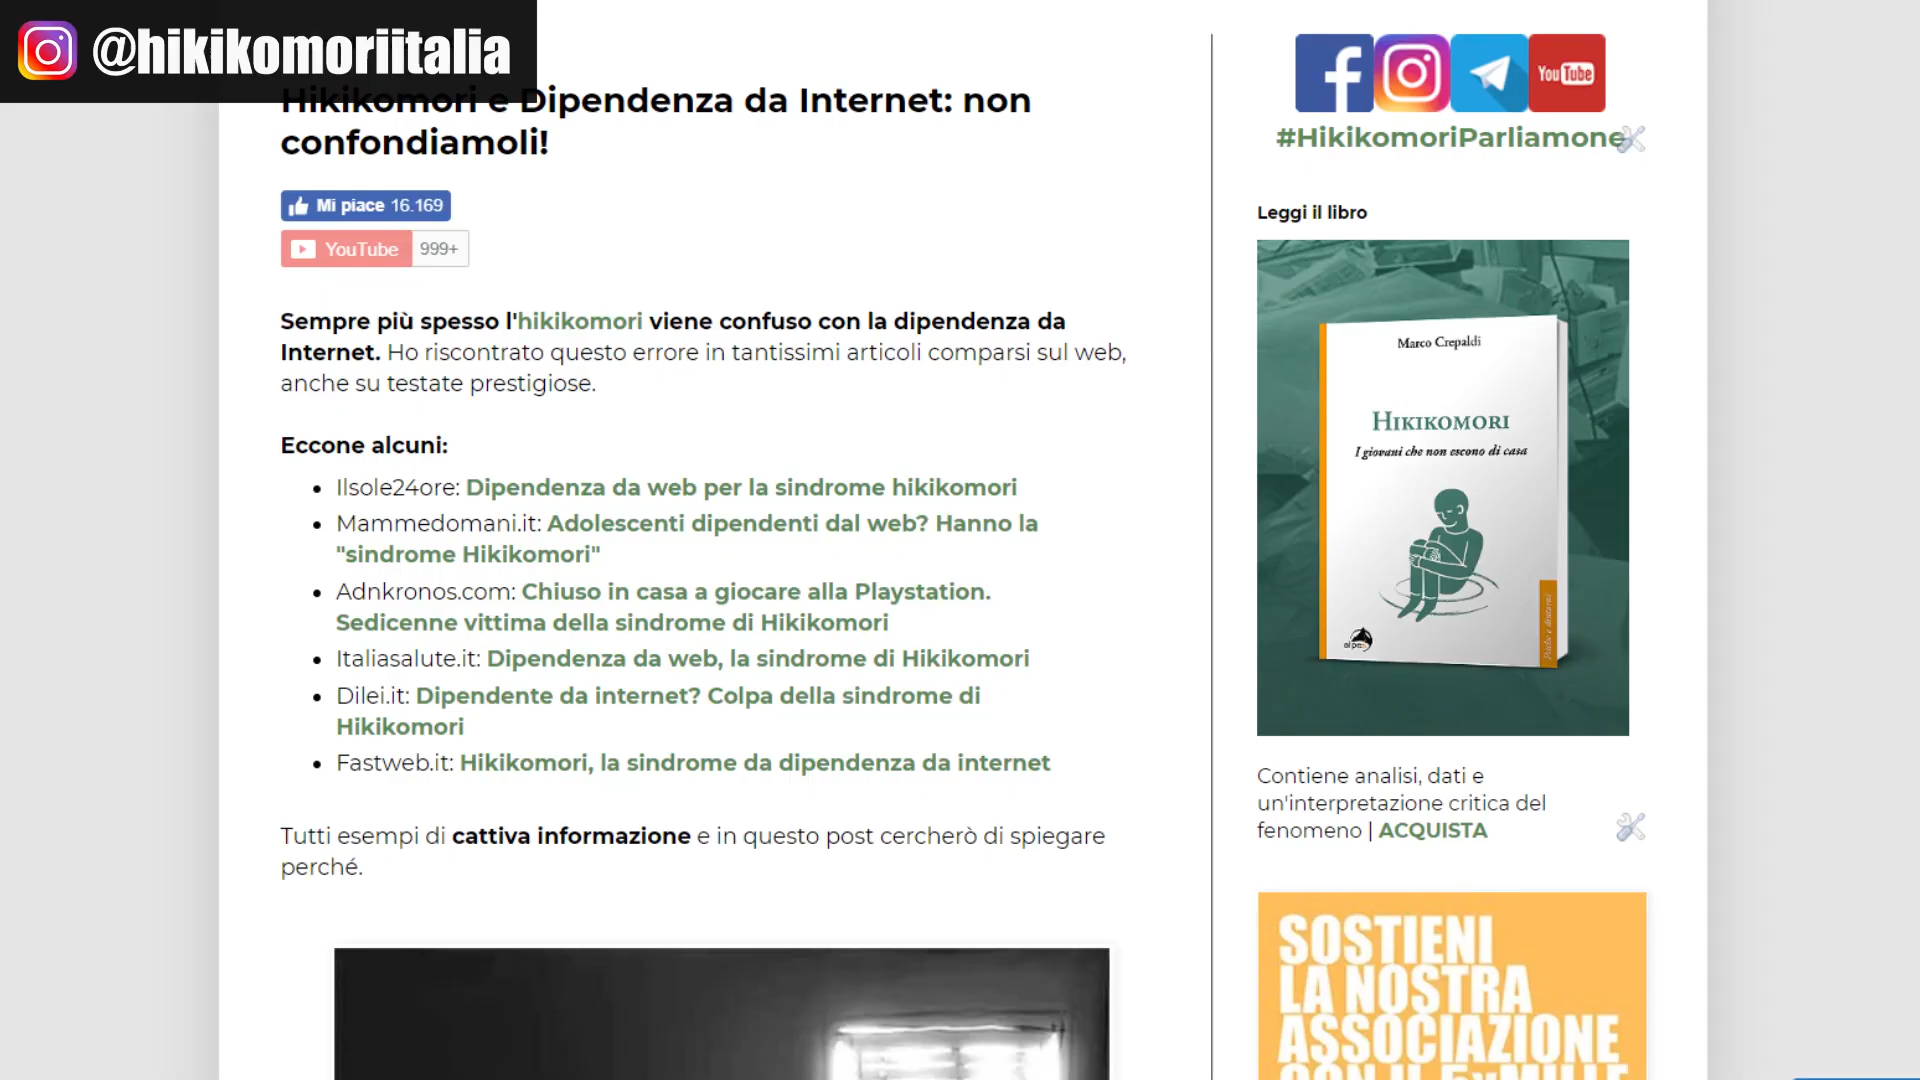 @hikikomoriitalia
Hikikomori e Dipendenza da Internet: non
confondiamoli!
Mi piace 16.169
YouTube 999+
Sempre più spesso l'hikikomori viene confuso con la dipendenza da
Internet. Ho riscontrato questo errore in tantissimi articoli comparsi sul web,
anche su testate prestigiose.
Eccone alcuni:
• Ilsole24ore: Dipendenza da web per la sindrome hikikomori
• Mammedomani.it: Adolescenti dipendenti dal web? Hanno la
"sindrome Hikikomori"
• Adnkronos.com: Chiuso in casa a giocare alla Playstation.
Sedicenne vittima della sindrome di Hikikomori
• Italiasalute.it: Dipendenza da web, la sindrome di Hikikomori
• Dilei.it: Dipendente da internet? Colpa della sindrome di
Hikikomori
• Fastweb.it: Hikikomori, la sindrome da dipendenza da internet
Tutti esempi di cattiva informazione e in questo post cercherò di spiegare
perché.
You Tube
#HikikomoriParliamone
Leggi il libro
Marco Crepaldi
HIKIKOMORI
I giovani che non escono di casa
alpes
Contiene analisi, dati e
un'interpretazione critica del
fenomeno | ACQUISTA
SOSTIENI
LA NOSTRA
ASSOCIAZIONE
CON IL 5xMILLE